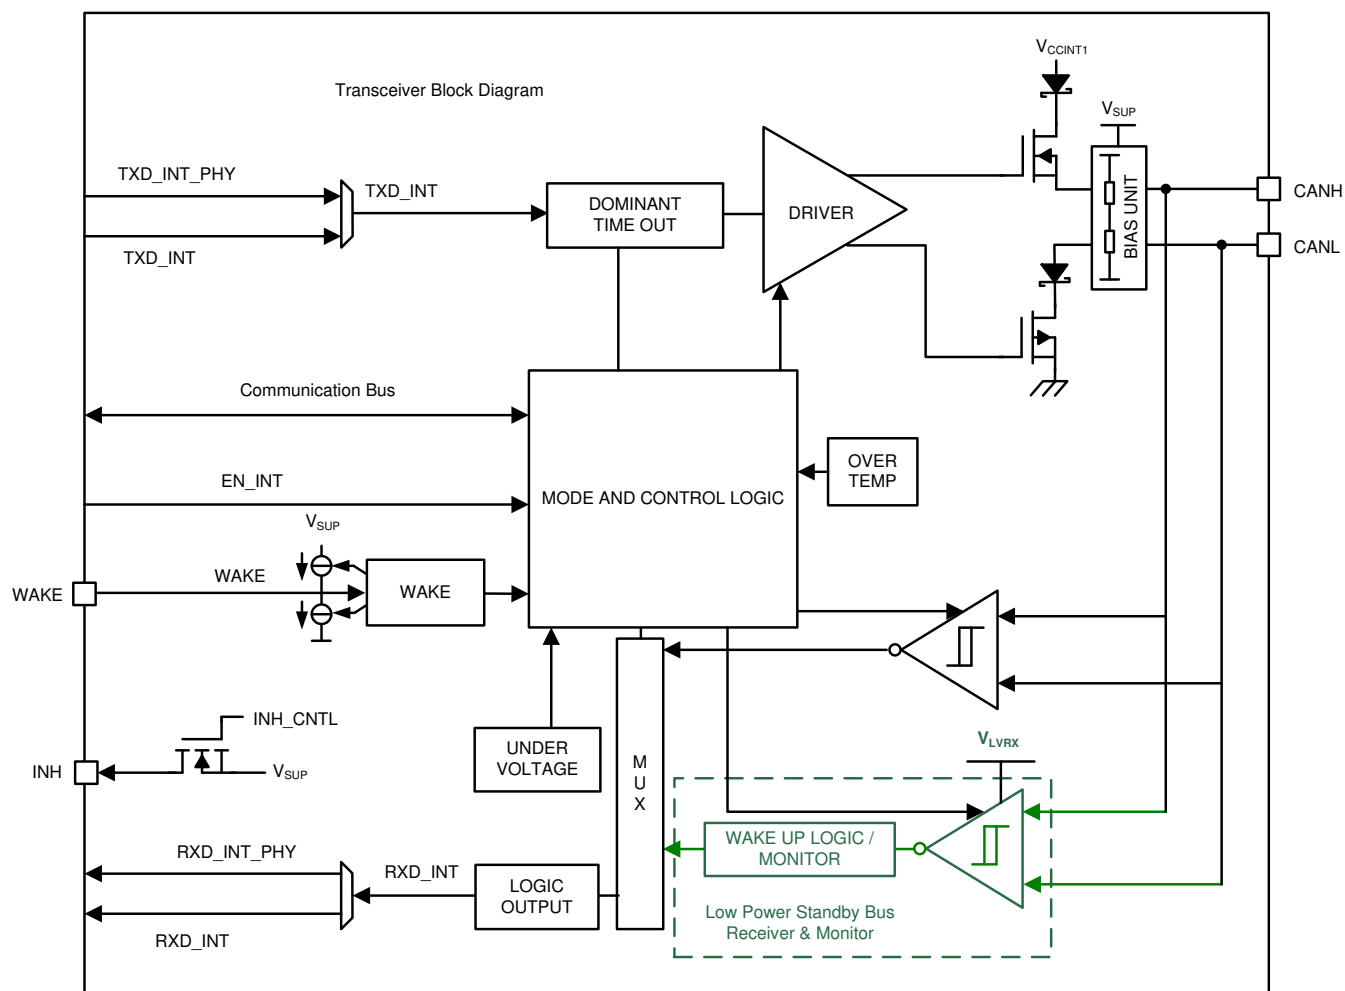 Transceiver Block Diagram
VCCINT1
VSUP
TXD_INT_PHY
TXD_INT
TXD_INT
DOMINANT
TIME OUT
DRIVER
BIAS UNIT
CANH
CANL
Communication Bus
EN_INT
MODE AND CONTROL LOGIC
OVER
TEMP
VSUP
WAKE
WAKE
WAKE
INH_CNTL
INH
VSUP
UNDER
VOLTAGE
M
U
X
VLVRX
WAKE UP LOGIC /
MONITOR
Low Power Standby Bus
Receiver & Monitor
RXD_INT_PHY
RXD_INT
RXD_INT
LOGIC
OUTPUT